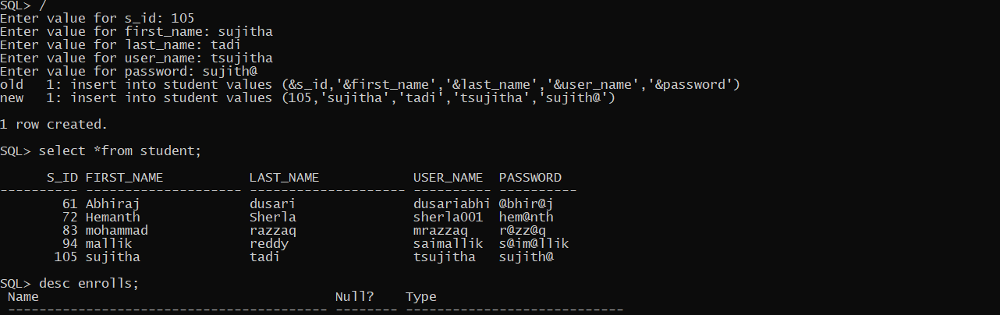 SQL> /
Enter value for s_id: 105
Enter value for first_name: sujitha
Enter value for last_name: tadi
Enter value for user_name: tsujitha
Enter value for password: sujith@
old   1: insert into student values (&s_id,'&first_name','&last_name','&user_name','&password')
new   1: insert into student values (105,'sujitha','tadi','tsujitha','sujith@')
1 row created.
SQL> select *from student;
      S_ID FIRST_NAME           LAST_NAME            USER_NAME  PASSWORD
---------- -------------------- -------------------- ---------- ----------
        61 Abhiraj              dusari               dusariabhi @bhir@j
        72 Hemanth              Sherla               sherla001  hem@nth
        83 mohammad             razzaq               mrazzaq    r@zz@q
        94 mallik               reddy                saimallik  s@im@llik
       105 sujitha              tadi                 tsujitha   sujith@
SQL> desc enrolls;
 Name                                      Null?    Type
 ----------------------------------------- -------- ----------------------------